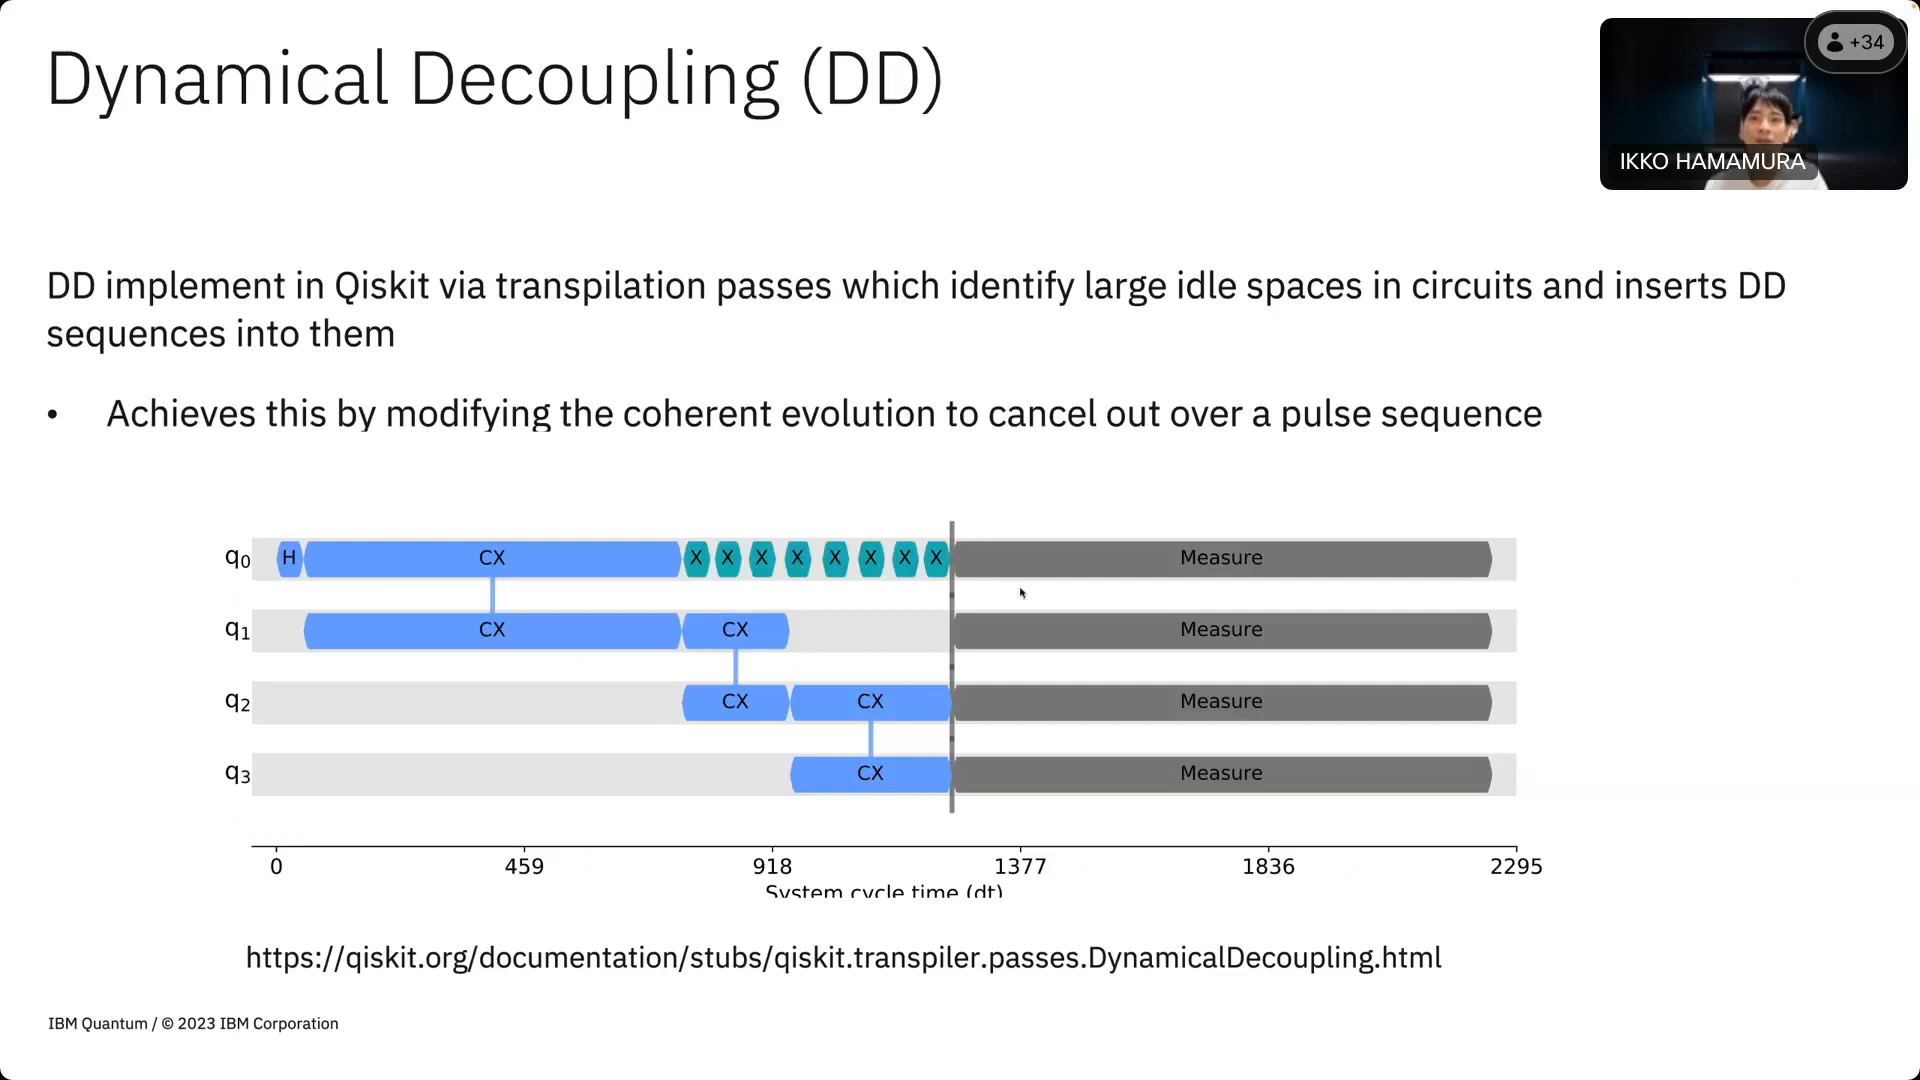 Dynamical Decoupling (DD)
+34
IKKO HAMAMURA
DD implement in Qiskit via transpilation passes which identify large idle spaces in circuits and inserts DD
sequences into them
• Achieves this by modifying the coherent evolution to cancel out over a pulse sequence
q0 H CX X X X X X X X X Measure
q1 CX CX Measure
q2 CX CX Measure
q3 CX Measure
0 459 918 1377 1836 2295
System cycle time (dt)
https://qiskit.org/documentation/stubs/qiskit.transpiler.passes.DynamicalDecoupling.html
IBM Quantum / © 2023 IBM Corporation